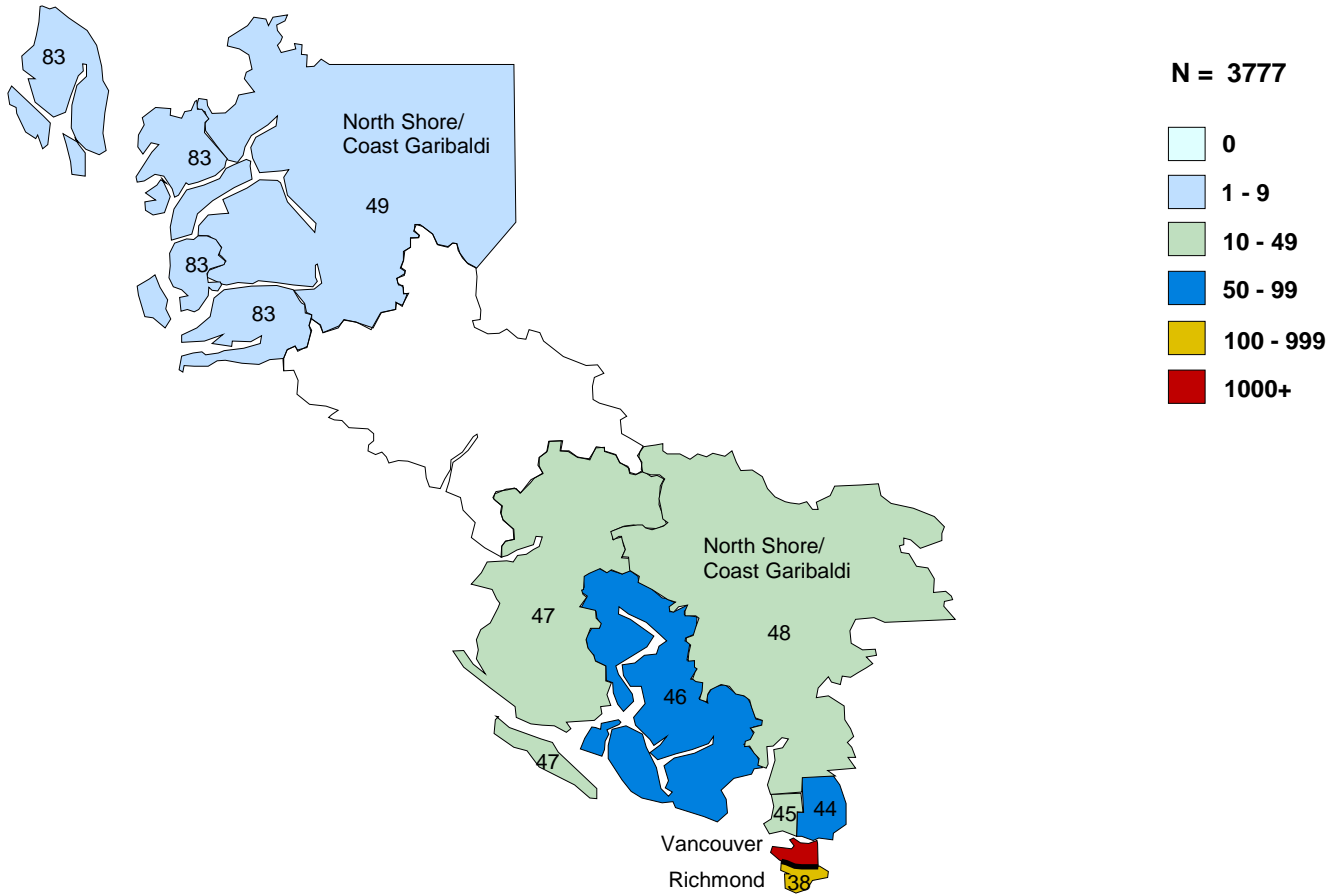 83
N = 3777
North Shore/
Coast Garibaldi
0
83
1 - 9
49
10 - 49
83
50 - 99
83
100 - 999
1000+
North Shore/
Coast Garibaldi
47
48
46
47
45
44
Vancouver
Richmond
38